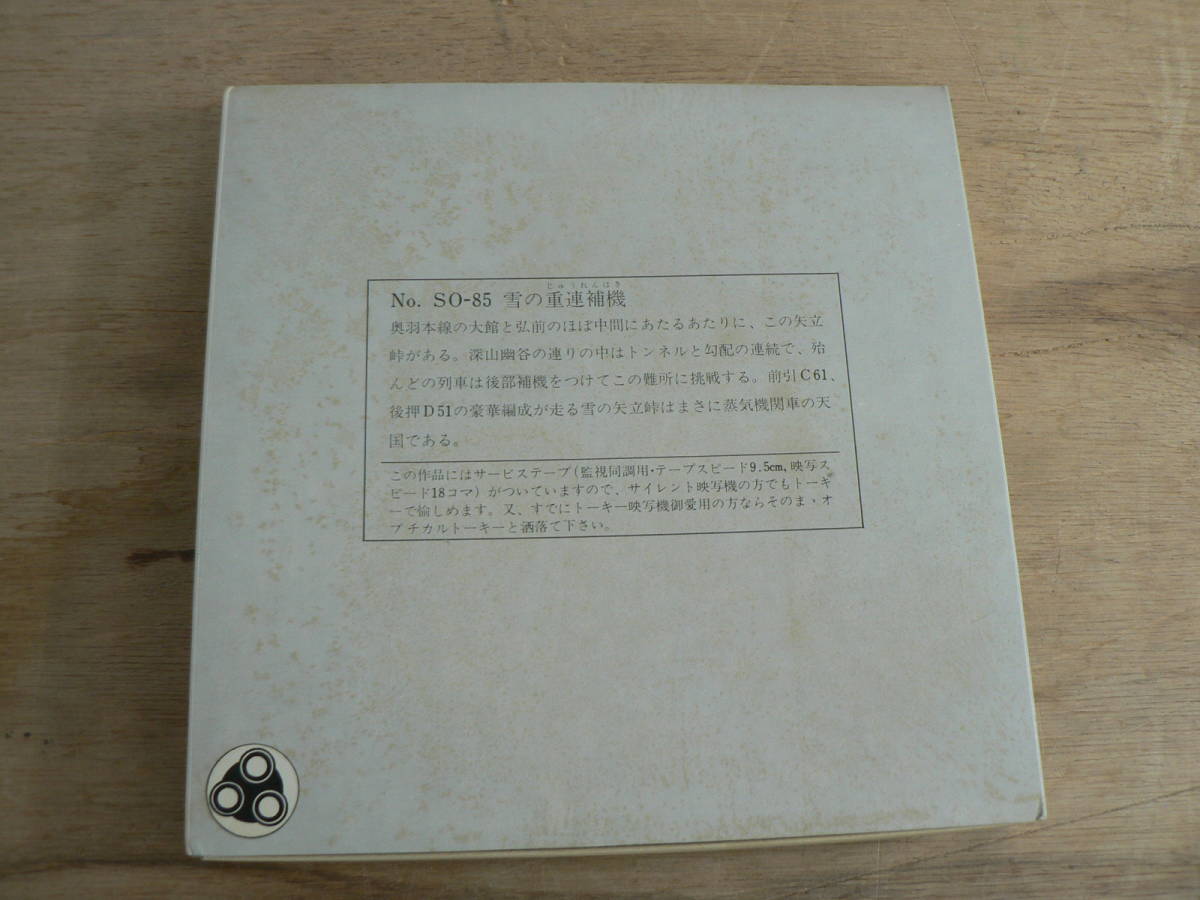 じゅうれんほき
No. SO-85 雪の重連補機
奥羽本線の大館と弘前のほぼ中間にあたるあたりに、この矢立
峠がある。深山幽谷の連りの中はトンネルと勾配の連続で、殆
んどの列車は後部補機をつけてこの難所に挑戦する。前引C61、
後押D51の豪華編成が走る雪の矢立峠はまさに蒸気機関車の天
国である。
この作品にはサービステープ(監視同調用・テープスピード9.5cm、映写ス
ピード18コマ)がついていますので、サイレント映写機の方でもトーキ
ーで愉しめます。又、すでにトーキー映写機御愛用の方ならそのまゝオ
プチカルトーキーと洒落て下さい。